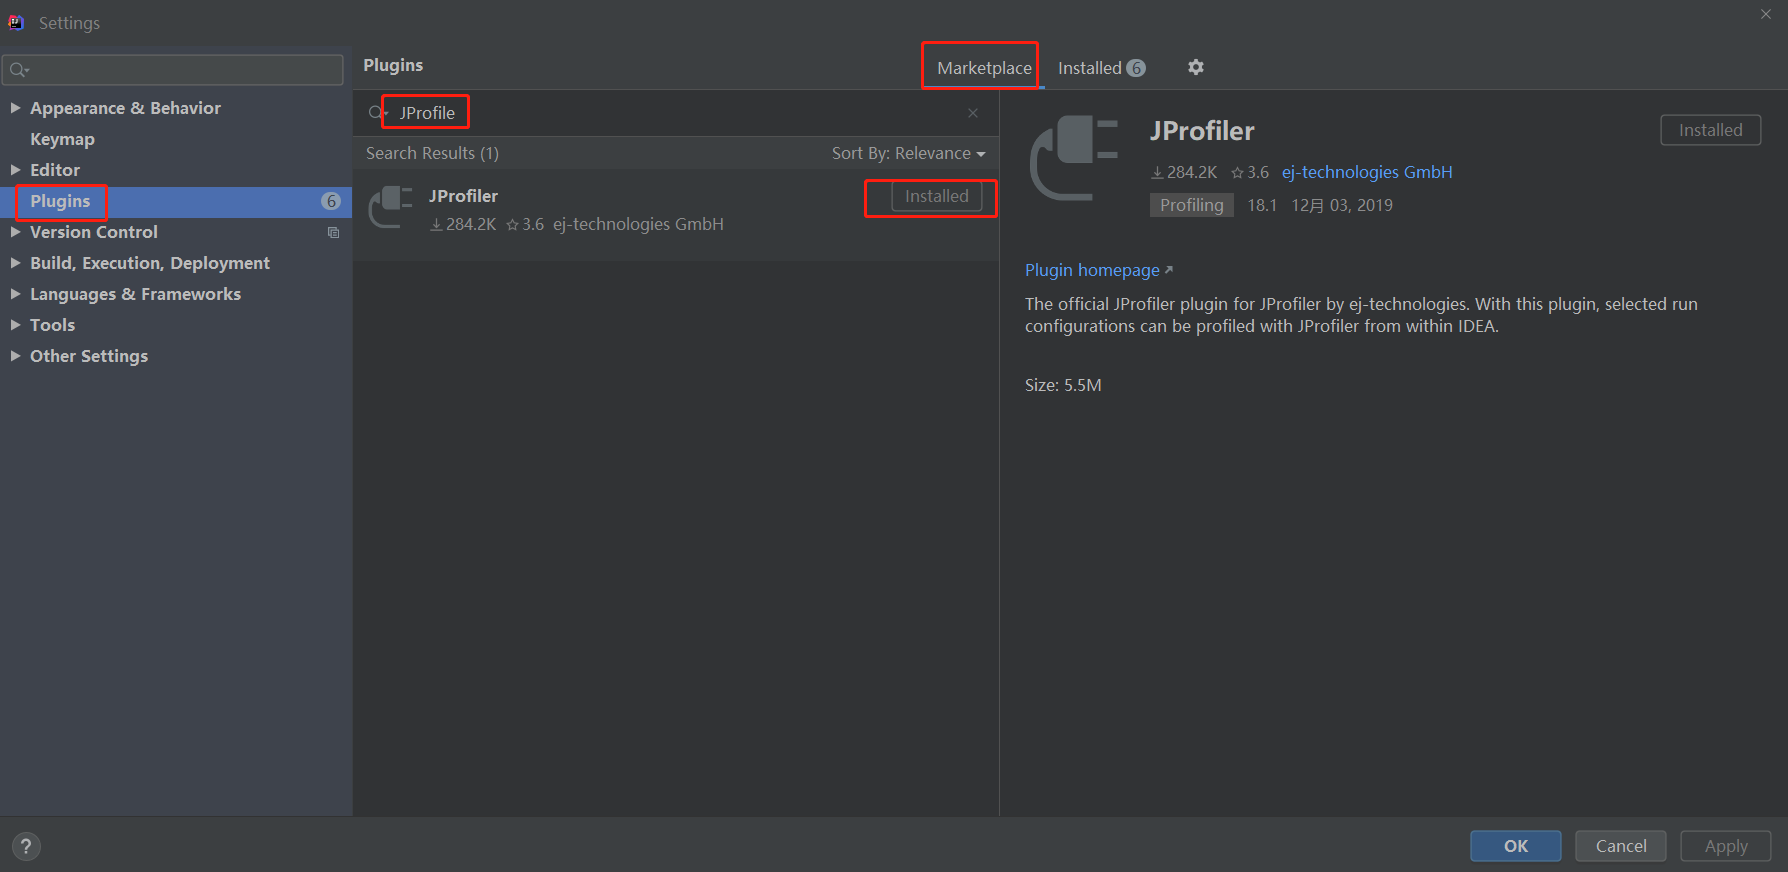 Settings
Plugins
Marketplace
Installed 6
Appearance & Behavior
Keymap
Editor
Plugins 6
Version Control
Build, Execution, Deployment
Languages & Frameworks
Tools
Other Settings
JProfile
Search Results (1)
Sort By: Relevance
JProfiler
Installed
284.2K 3.6 ej-technologies GmbH
JProfiler
Installed
284.2K 3.6 ej-technologies GmbH
Profiling 18.1 12月 03, 2019
Plugin homepage
The official JProfiler plugin for JProfiler by ej-technologies. With this plugin, selected run
configurations can be profiled with JProfiler from within IDEA.
Size: 5.5M
?
OK
Cancel
Apply